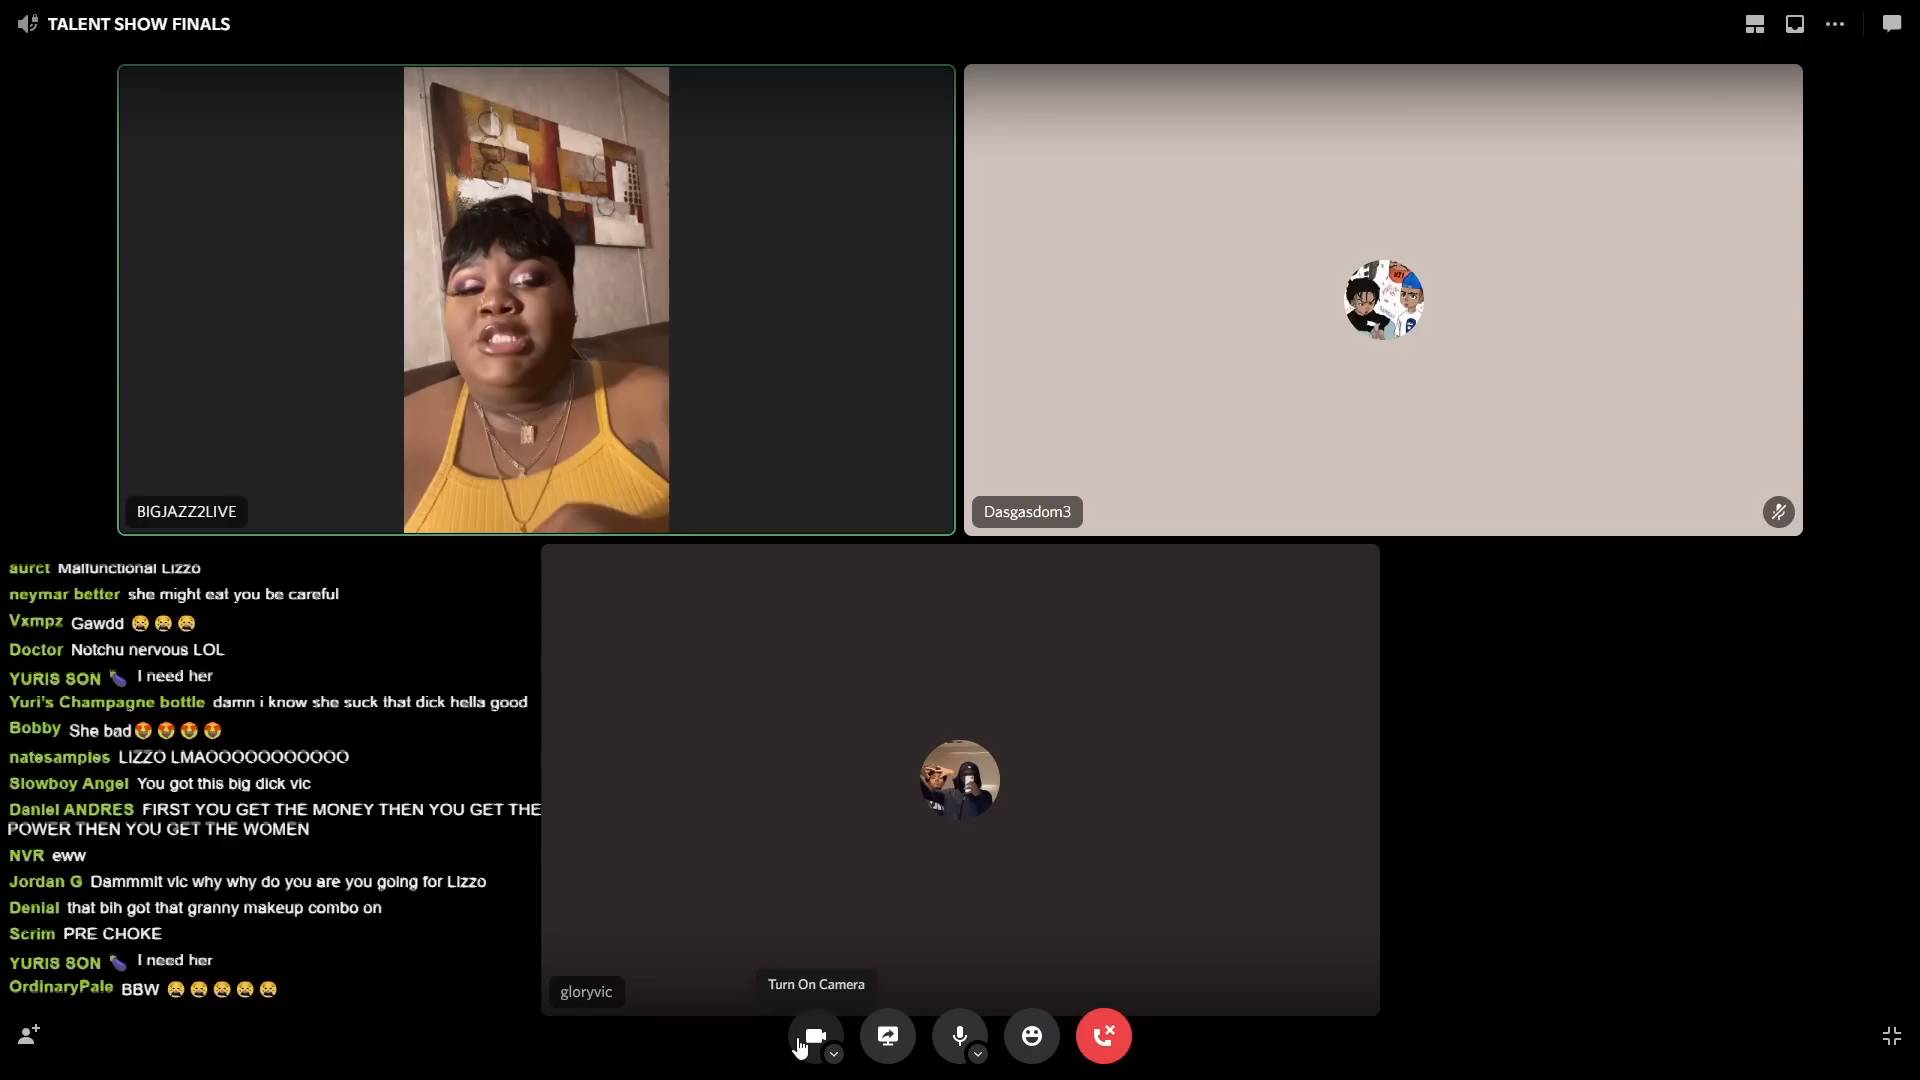 TALENT SHOW FINALS
BIGJAZZ2LIVE
Dasgasdom3
aurct Malfunctional Lizzo
neymar better she might eat you be careful
Vxmpz Gawdd 😭 😭 😭
Doctor Notchu nervous LOL
YURIS SON 🍆 I need her
Yuri's Champagne bottle damn i know she suck that dick hella good
Bobby She bad😍 😍 😍 😍
natesamples LIZZO LMAOOOOOOOOOOO
Slowboy Angel You got this big dick vic
Daniel ANDRES FIRST YOU GET THE MONEY THEN YOU GET THE
POWER THEN YOU GET THE WOMEN
NVR eww
Jordan G Dammmit vic why why do you are you going for Lizzo
Denial that bih got that granny makeup combo on
Scrim PRE CHOKE
YURIS SON 🍆 I need her
OrdinaryPale BBW 😭 😭 😭 😭 😭
gloryvic
Turn On Camera